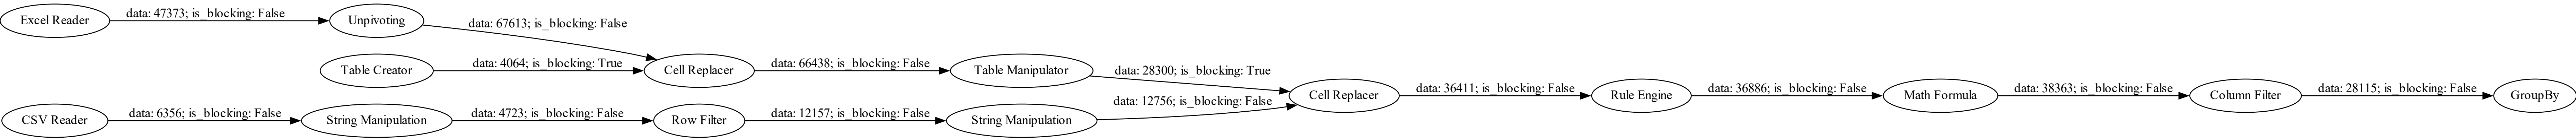 Excel Reader
data: 47373; is_blocking: False
Unpivoting
data: 67613; is_blocking: False
Table Creator
data: 4064; is_blocking: True
Cell Replacer
data: 66438; is_blocking: False
Table Manipulator
data: 28300; is_blocking: True
CSV Reader
data: 6356; is_blocking: False
String Manipulation
data: 4723; is_blocking: False
Row Filter
data: 12157; is_blocking: False
String Manipulation
data: 12756; is_blocking: False
Cell Replacer
data: 36411; is_blocking: False
Rule Engine
data: 36886; is_blocking: False
Math Formula
data: 38363; is_blocking: False
Column Filter
data: 28115; is_blocking: False
GroupBy